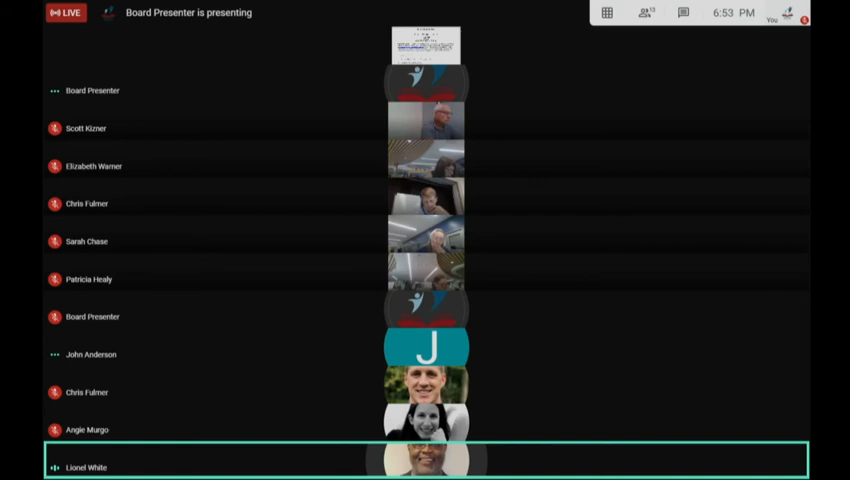 LIVE
Board Presenter is presenting
13
6:53 PM
You
Board Presenter
Scott Kizner
Elizabeth Warner
Chris Fulmer
Sarah Chase
Patricia Healy
Board Presenter
John Anderson
J
Chris Fulmer
Angie Murgo
Lionel White